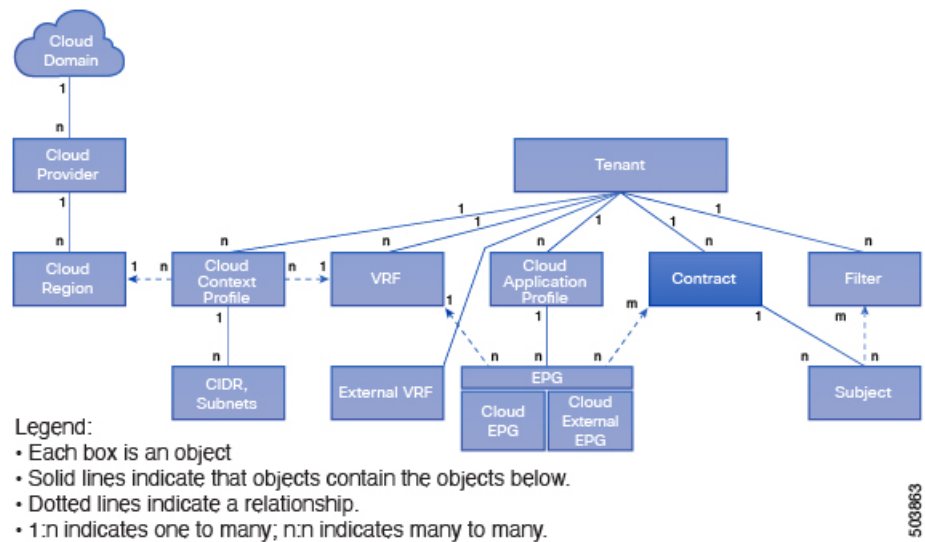 Cloud
Domain
1
n
Cloud
Provider
Tenant
1
1
1
1
1
1
n
n
n
n
n
n
Cloud
Region
1
n
Cloud
Context
Profile
n
1
VRF
Cloud
Application
Profile
Contract
Filter
1
1
1
m
1
m
n
n
n
n
n
n
CIDR,
Subnets
External VRF
EPG
Cloud
EPG
Cloud
External
EPG
Subject
Legend:
• Each box is an object
• Solid lines indicate that objects contain the objects below.
• Dotted lines indicate a relationship.
• 1:n indicates one to many; n:n indicates many to many.
503863